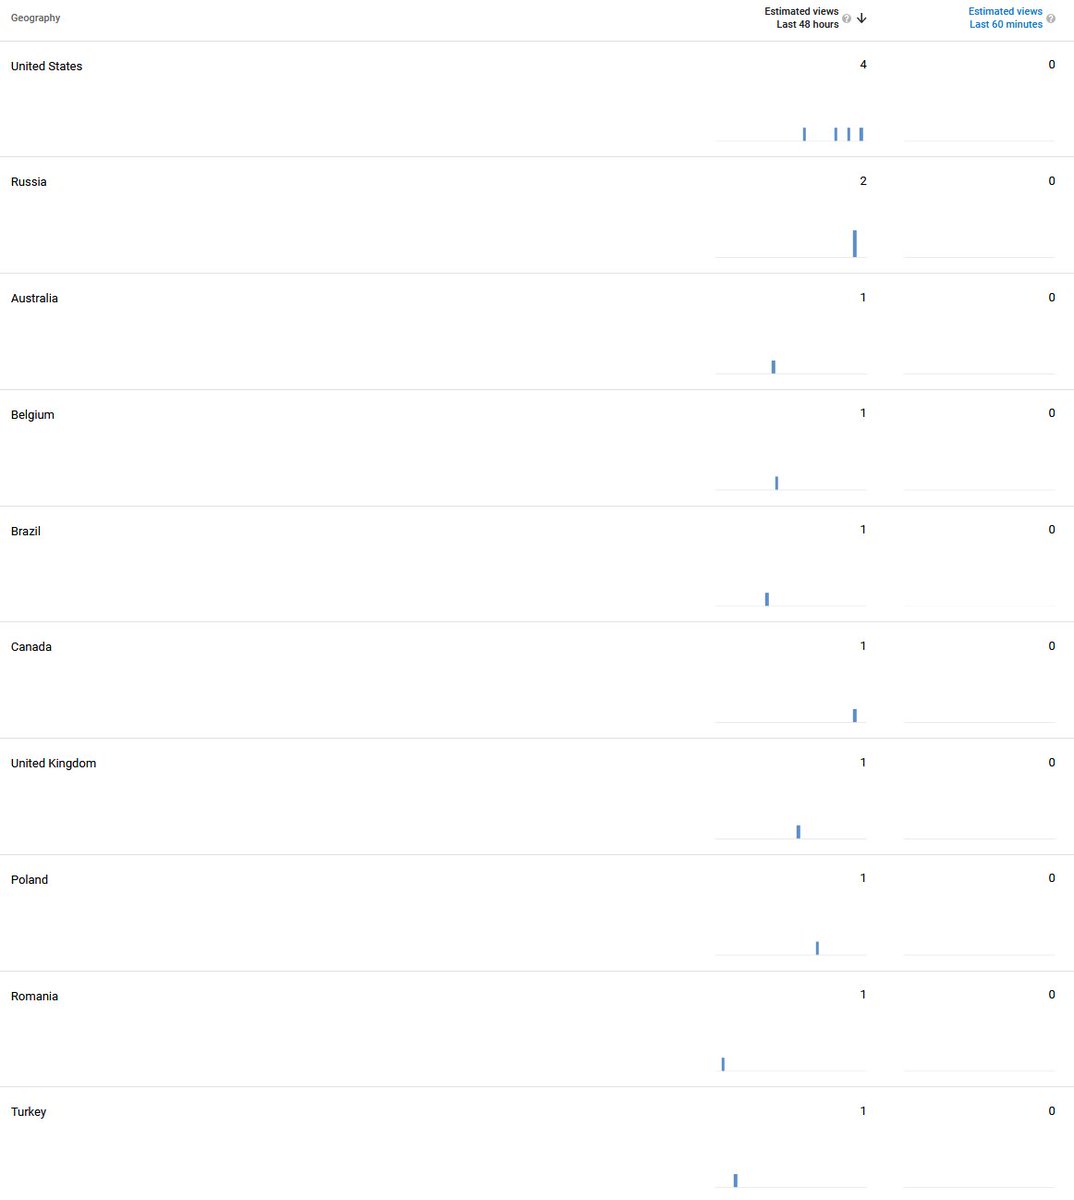 Geography
Estimated views
Last 48 hours
Estimated views
Last 60 minutes
United States 4 0
Russia 2 0
Australia 1 0
Belgium 1 0
Brazil 1 0
Canada 1 0
United Kingdom 1 0
Poland 1 0
Romania 1 0
Turkey 1 0